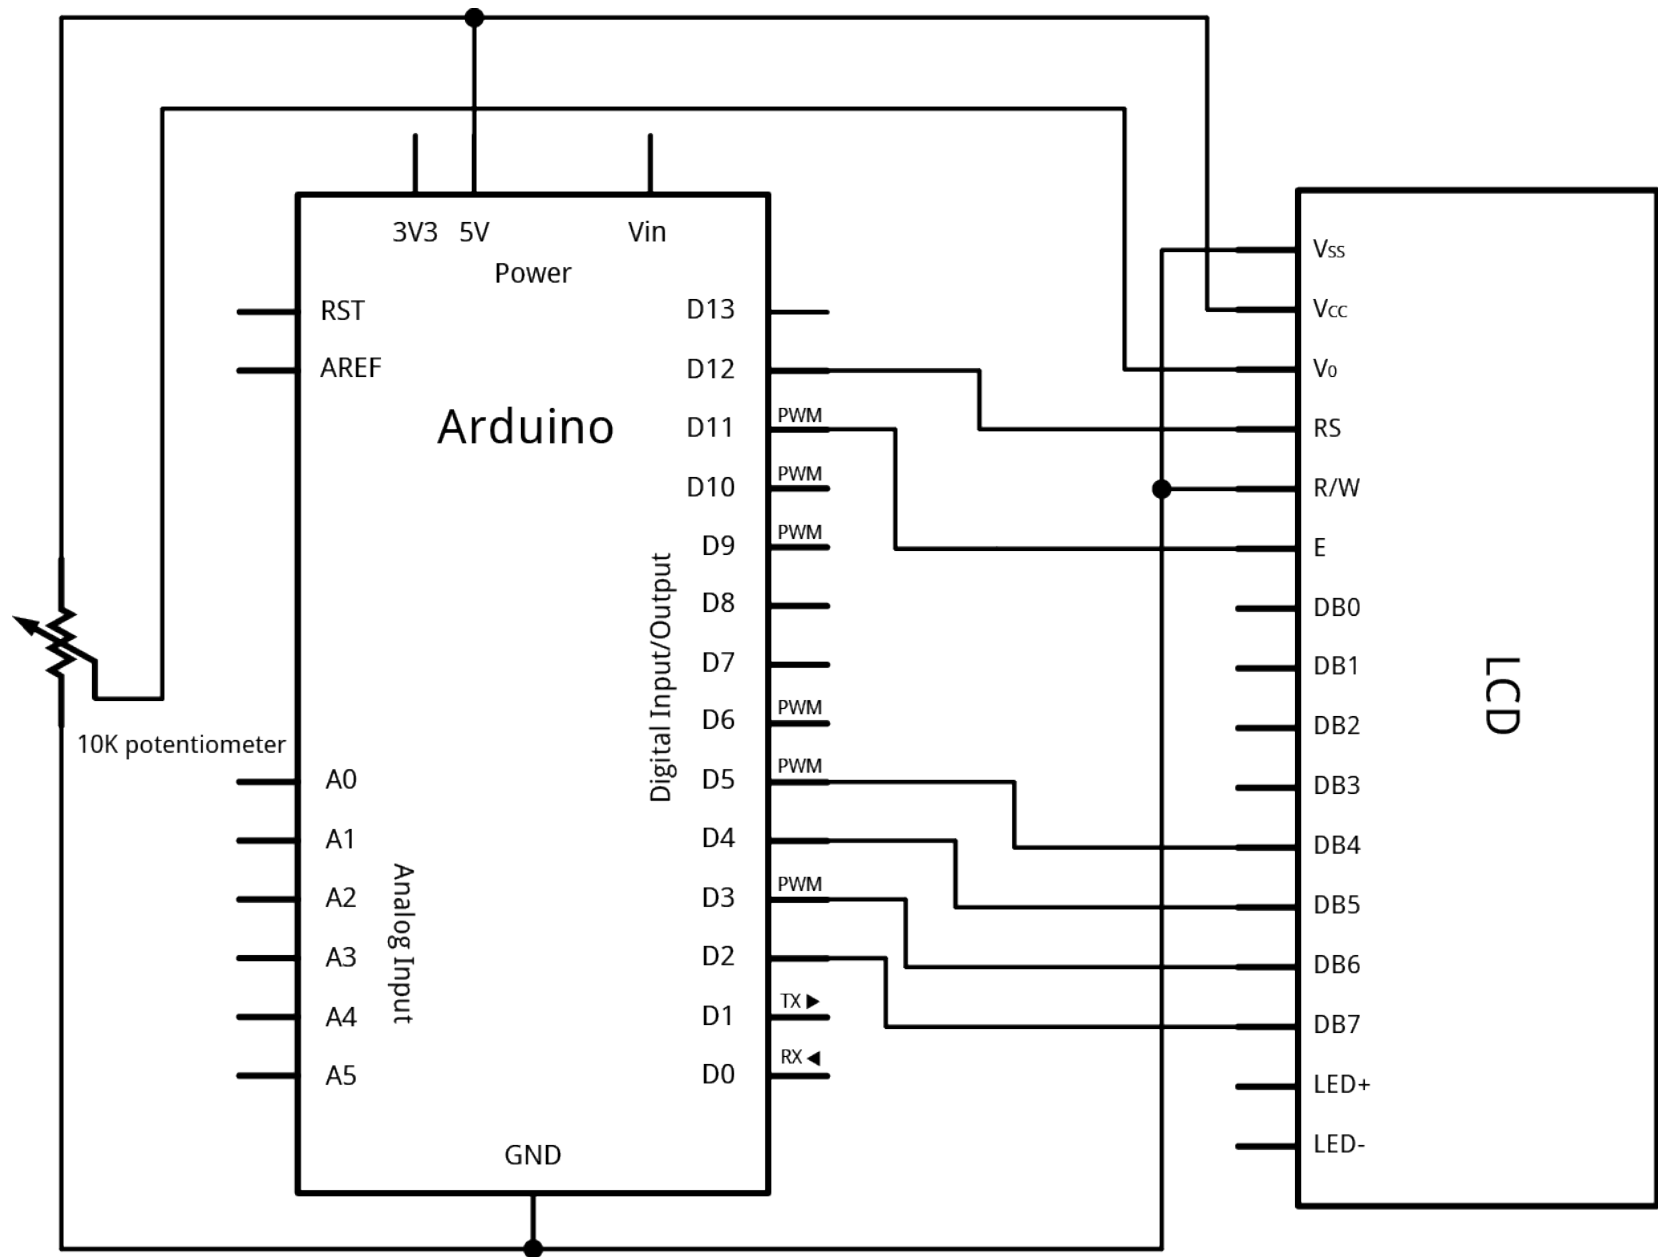 3V3 5V Vin
Power
RST
AREF
Arduino
10K potentiometer
A0
A1
A2
A3
A4
A5
Analog Input
Digital Input/Output
D13
D12
D11 PWM
D10 PWM
D9 PWM
D8
D7
D6 PWM
D5 PWM
D4
D3 PWM
D2
D1 TX ▶
D0 RX ◀
GND
VSS
VCC
V0
RS
R/W
E
DB0
DB1
DB2
DB3
DB4
DB5
DB6
DB7
LED+
LED-
LCD